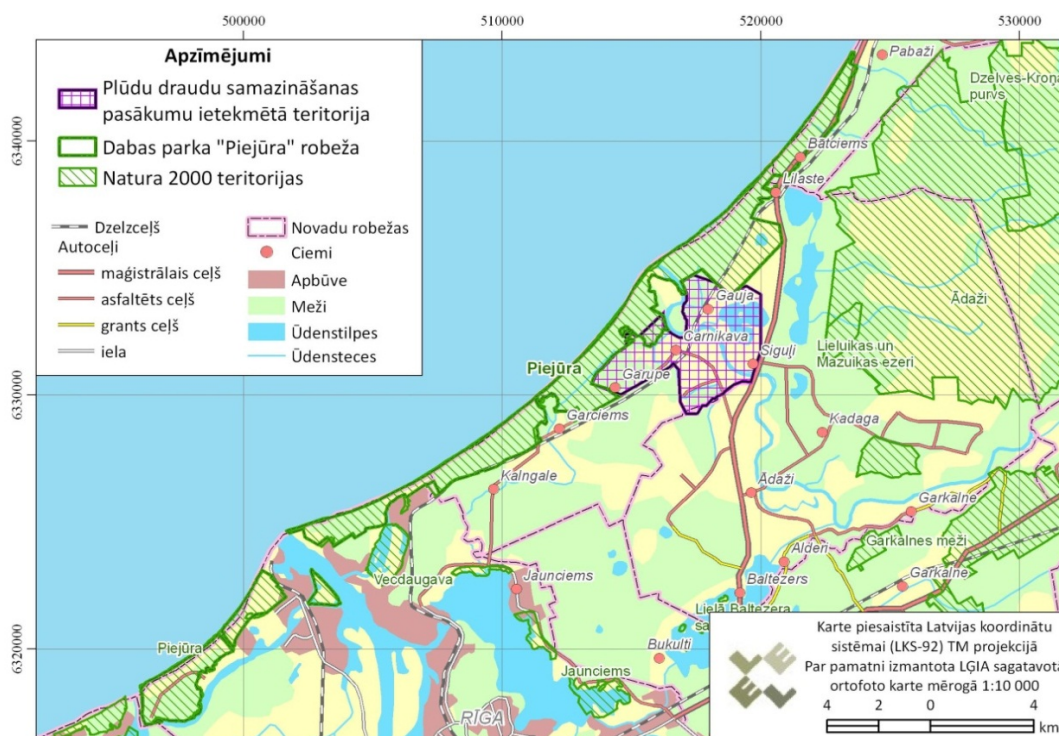 500000
510000
520000
530000
6340000
6330000
6320000
Apzīmējumi
Plūdu draudu samazināšanas
pasākumu ietekmētā teritorija
Dabas parka "Piejūra" robeža
Natura 2000 teritorijas
Dzelzceļš
Autoceļi
maģistrālais ceļš
asfaltēts ceļš
grants ceļš
iela
Novadu robežas
Ciemi
Apbūve
Meži
Ūdenstilpes
Ūdensteces
Pabaži
Dzelves-Kroņa
purvs
Batciems
Lilaste
Gauja
Ādaži
Carnikava
Lieluikas un
Mazuikas ezeri
Siguļi
Piejūra
Garupe
Garciems
Kadaga
Kalngale
Ādaži
Garkalne
Garkalnes meži
Alderi
Vecdaugava
Jaunciems
Baltezers
Garkalne
Lielā Baltezera
Bukulti
Piejūra
Jaunciems
RĪGA
Karte piesaistīta Latvijas koordinātu
sistēmai (LKS-92) TM projekcijā
Par pamatni izmantota LĢIA sagatavota
ortofoto karte mērogā 1:10 000
4 2 0 4
km